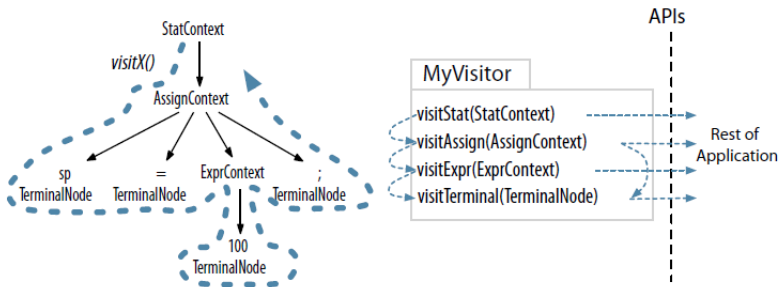 APIs
StatContext
visitX()
AssignContext
sp
TerminalNode
=
TerminalNode
ExprContext
;
TerminalNode
100
TerminalNode
MyVisitor
visitStat(StatContext)
visitAssign(AssignContext)
visitExpr(ExprContext)
visitTerminal(TerminalNode)
Rest of
Application